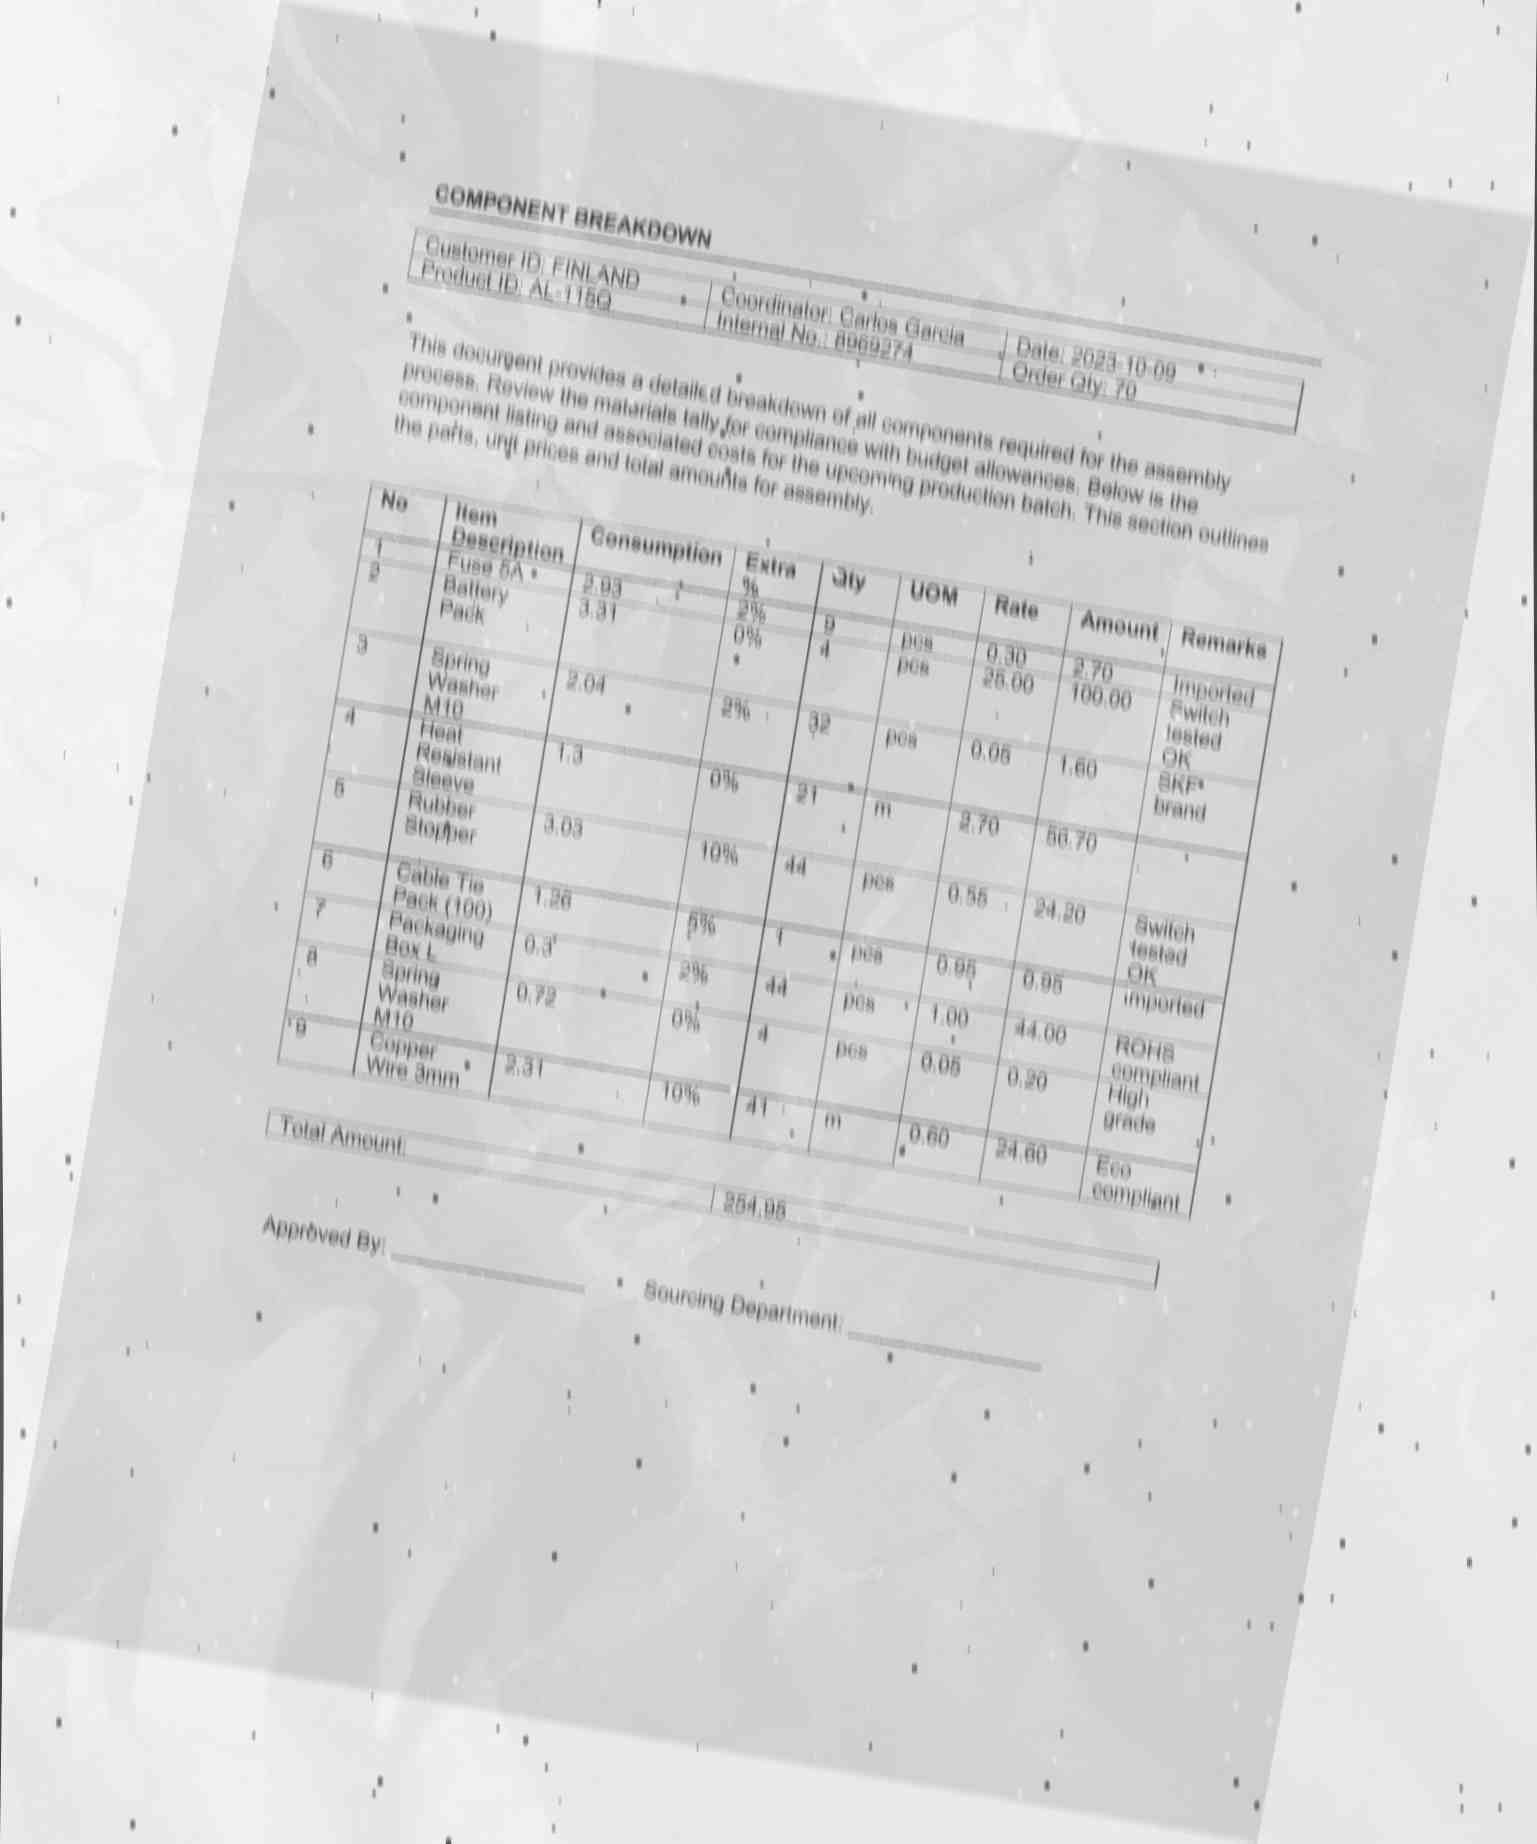 COMPONENT BREAKDOWN
Customer ID: FINLAND Coordinator: Carlos Garcia Date: 2023-10-09
Product ID: AL-115Q Internal No.: 8969274 Order Qty: 70
This document provides a detailed breakdown of all components required for the assembly
process. Review the materials tally for compliance with budget allowances. Below is the
component listing and associated costs for the upcoming production batch. This section outlines
the parts, unit prices and total amounts for assembly.
No Item Consumption Extra Qty UOM Rate Amount Remarks
Description %
1 Fuse 5A 2.93 2% 9 pcs 0.30 2.70 Imported
2 Battery 3.31 0% 4 pcs 25.00 100.00 Switch
Pack tested
OK
3 Spring 2.04 2% 32 pcs 0.05 1.60 SKF
Washer brand
M10
4 Heat 1.3 0% 21 m 2.70 56.70
Resistant
Sleeve
5 Rubber 3.03 10% 44 pcs 0.55 24.20 Switch
Stopper tested
OK
6 Cable Tie 1.26 5% 1 pcs 0.95 0.95 Imported
Pack (100)
7 Packaging 0.3 2% 44 pcs 1.00 44.00 ROHS
Box L compliant
8 Spring 0.72 0% 4 pcs 0.05 0.20 High
Washer grade
M10
9 Copper 2.31 10% 41 m 0.60 24.60 Eco
Wire 3mm compliant
Total Amount: 254.95
Approved By: Sourcing Department: